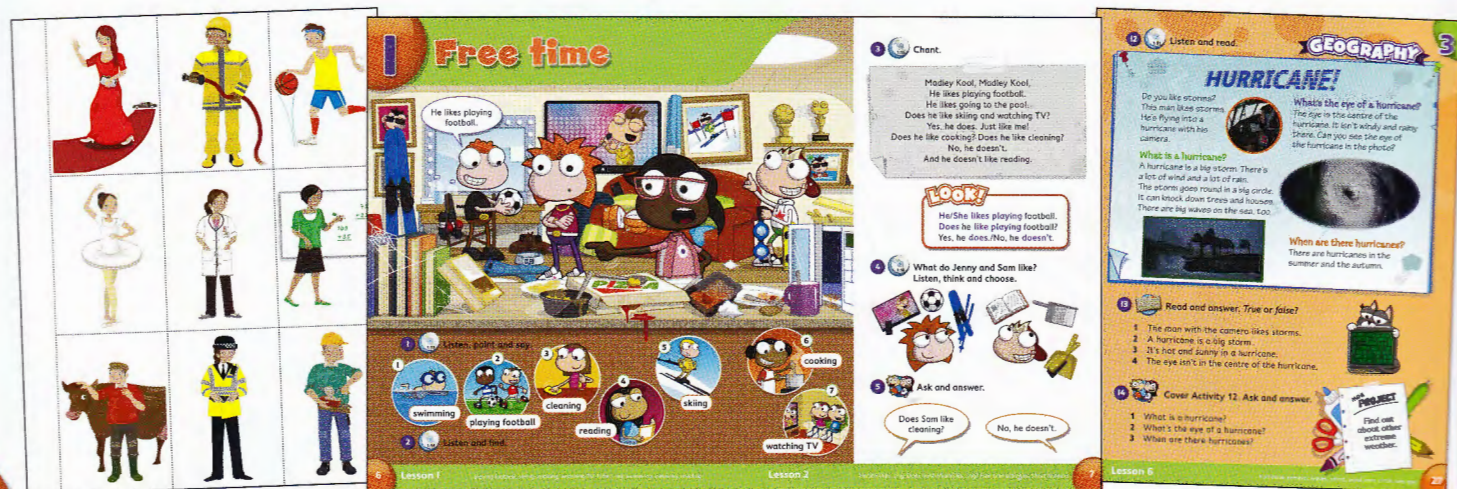 1 Free time
He likes playing
football.
PIZZA
1 Listen, point and say.
1
swimming
2
playing football
3
cleaning
4
reading
5
skiing
6
cooking
7
watching TV
2 Listen and find.
6 Lesson 1
3 Chant.
Madley Kool, Madley Kool,
He likes playing football.
He likes going to the pool.
Does he like skiing and watching TV?
Yes, he does. Just like me!
Does he like cooking? Does he like cleaning?
No, he doesn't.
And he doesn't like reading.
LOOK!
He/She likes playing football.
Does he like playing football?
Yes, he does./No, he doesn't.
4 What do Jenny and Sam like?
Listen, think and choose.
5 Ask and answer.
Does Sam like
cleaning?
No, he doesn't.
Lesson 2
7
12 Listen and read.
GEOGRAPHY 3
HURRICANE!
Do you like storms?
This man likes storms.
He's flying into a
hurricane with his
camera.
What is a hurricane?
A hurricane is a big storm. There's
a lot of wind and a lot of rain.
The storm goes round in a big circle.
It can knock down trees and houses.
There are big waves on the sea, too.
What's the eye of a hurricane?
The eye is the centre of the
hurricane. It isn't windy and rainy
there. Can you see the eye of
the hurricane in the photo?
When are there hurricanes?
There are hurricanes in the
summer and the autumn.
13 Read and answer. True or false?
1 The man with the camera likes storms.
2 A hurricane is a big storm.
3 It's hot and sunny in a hurricane.
4 The eye isn't in the centre of the hurricane.
14 Cover Activity 12. Ask and answer.
1 What is a hurricane?
2 What's the eye of a hurricane?
3 When are there hurricanes?
PROJECT
Find out
about other
extreme
weather.
Lesson 6
27